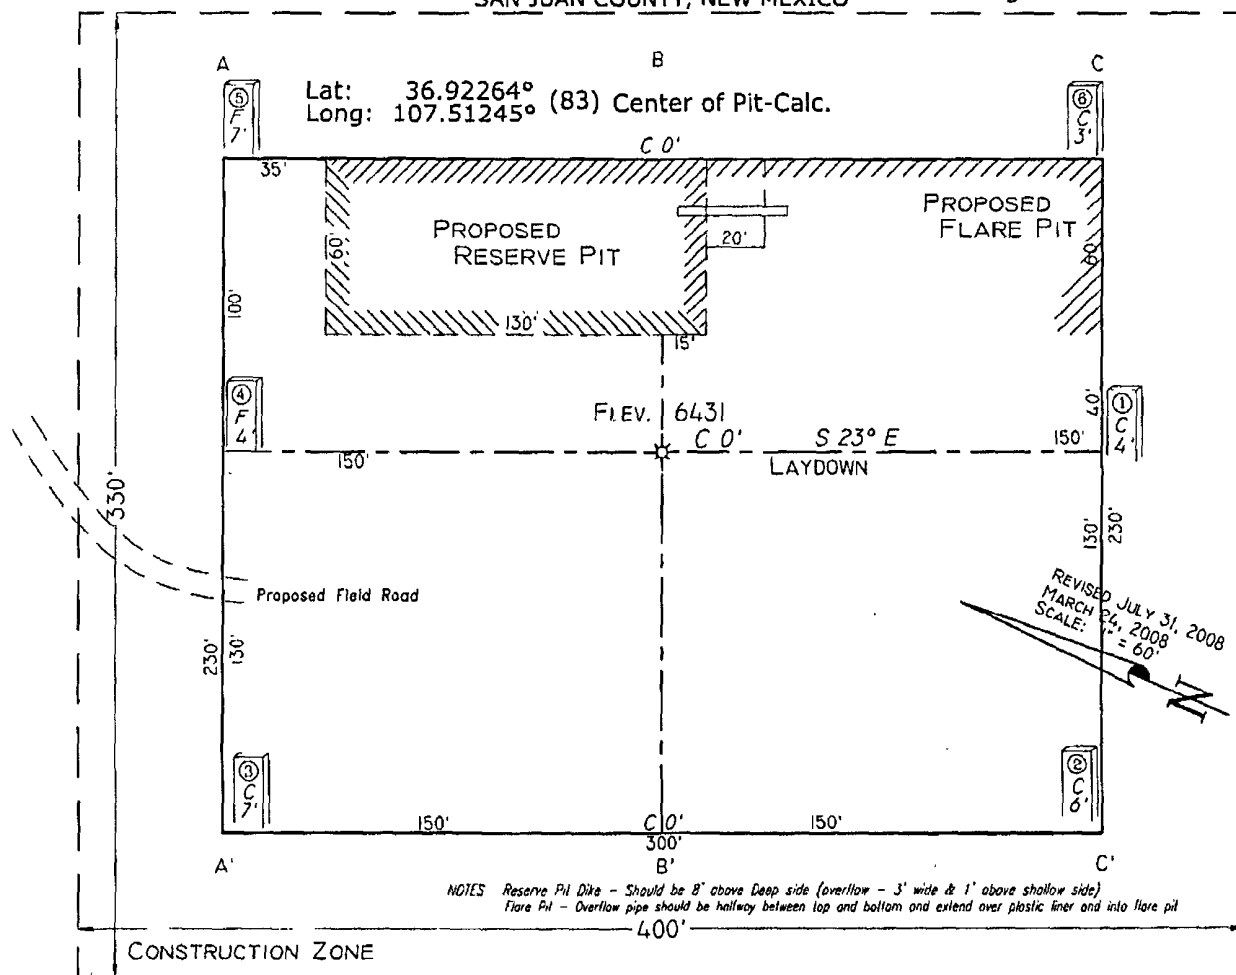 SAN JUAN COUNTY, NEW MEXICO
A
B
C
Lat: 36.92264° (83) Center of Pit-Calc.
Long: 107.51245°
⑤
F
7'
⑥
C
3'
C 0'
35'
PROPOSED
RESERVE PIT
60'
20'
PROPOSED
FLARE PIT
60'
100'
130'
15'
④
F
4'
ELEV. 6431
C 0'
S 23° E
150'
40'
①
C
4'
150'
LAYDOWN
330'
130'
230'
Proposed Field Road
REVISED JULY 31, 2008
MARCH 24, 2008
SCALE: 1" = 60'
N
230'
130'
③
C
7'
②
C
6'
150'
C 0'
150'
300'
A'
B'
C'
NOTES Reserve Pit Dike - Should be 8' above Deep side (overflow - 3' wide & 1' above shallow side)
Flare Pit - Overflow pipe should be halfway between top and bottom and extend over plastic liner and into flare pit
400'
CONSTRUCTION ZONE